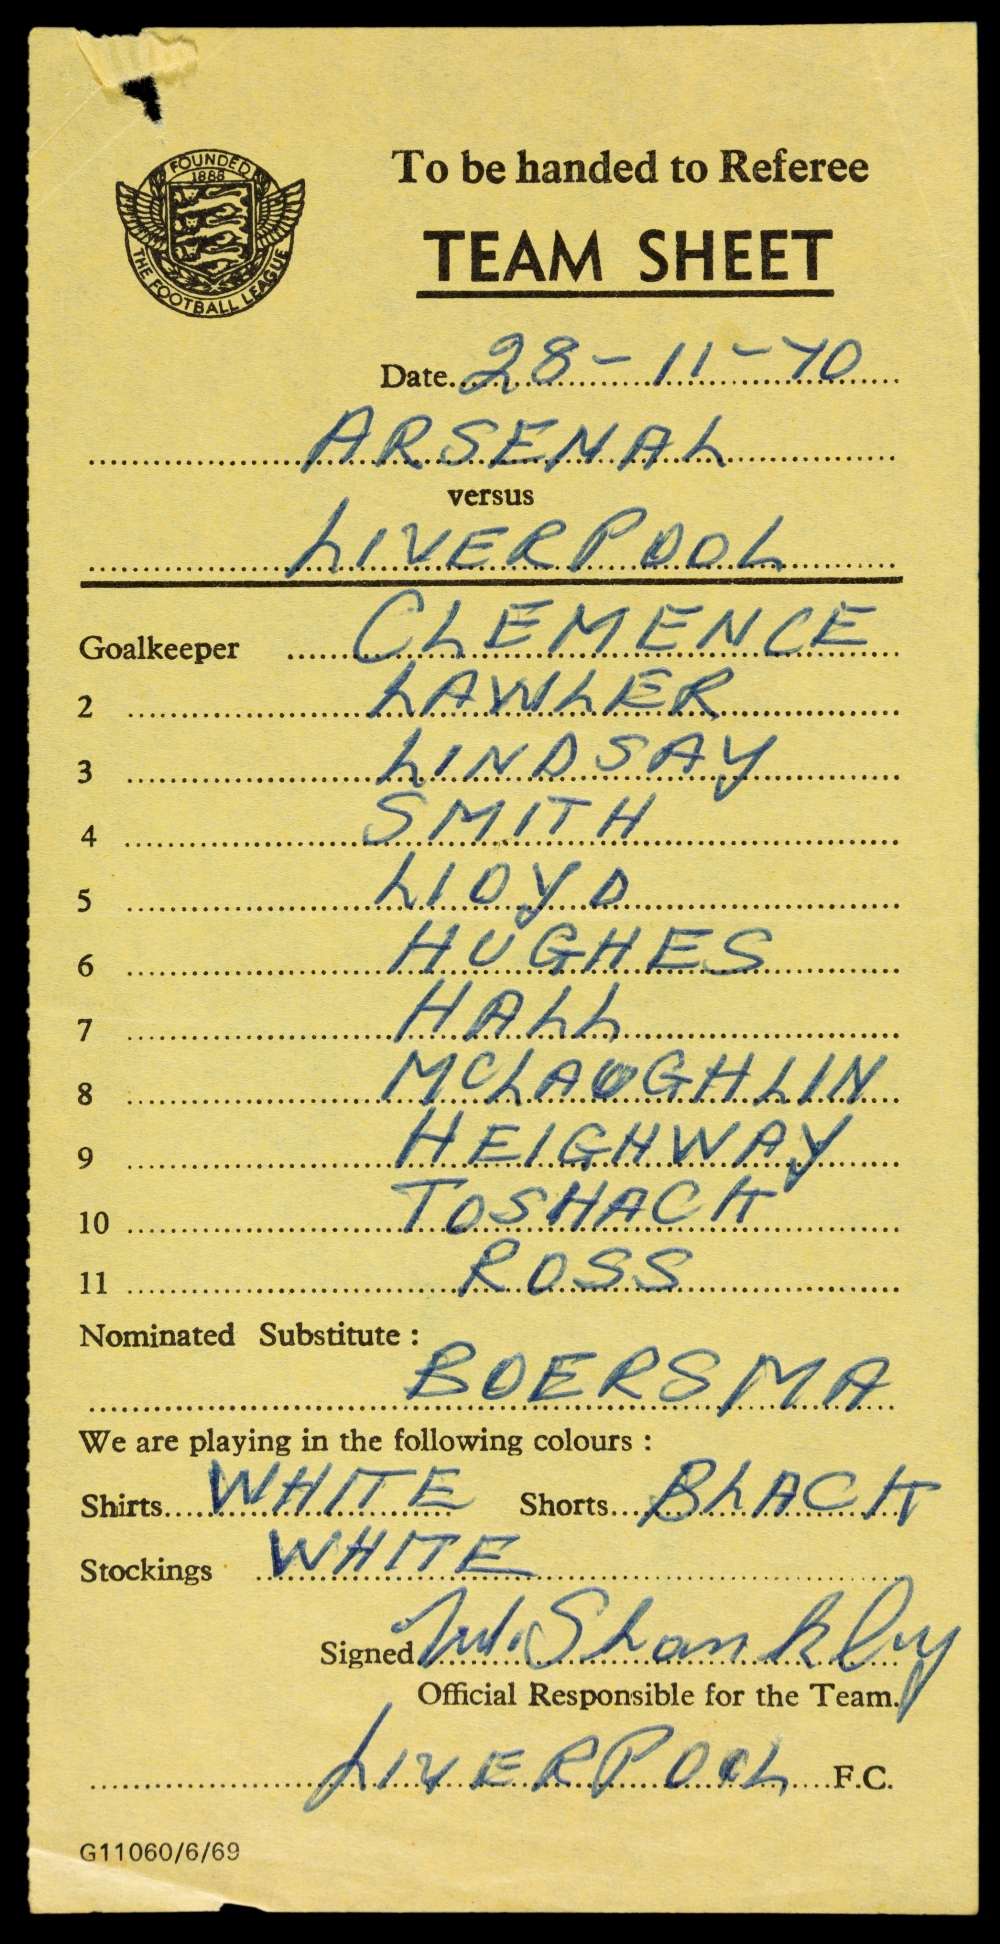 FOUNDED
1888
THE FOOTBALL LEAGUE
To be handed to Referee
TEAM SHEET
Date 28-11-70
ARSENAL
versus
LIVERPOOL
Goalkeeper CLEMENCE
2 LAWLER
3 LINDSAY
4 SMITH
5 LLOYD
6 HUGHES
7 HALL
8 MCLAUGHLIN
9 HEIGHWAY
10 TOSHACK
11 ROSS
Nominated Substitute :
BOERSMA
We are playing in the following colours :
Shirts WHITE Shorts BLACK
Stockings WHITE
Signed Wm. Shankly
Official Responsible for the Team.
LIVERPOOL F.C.
G11060/6/69